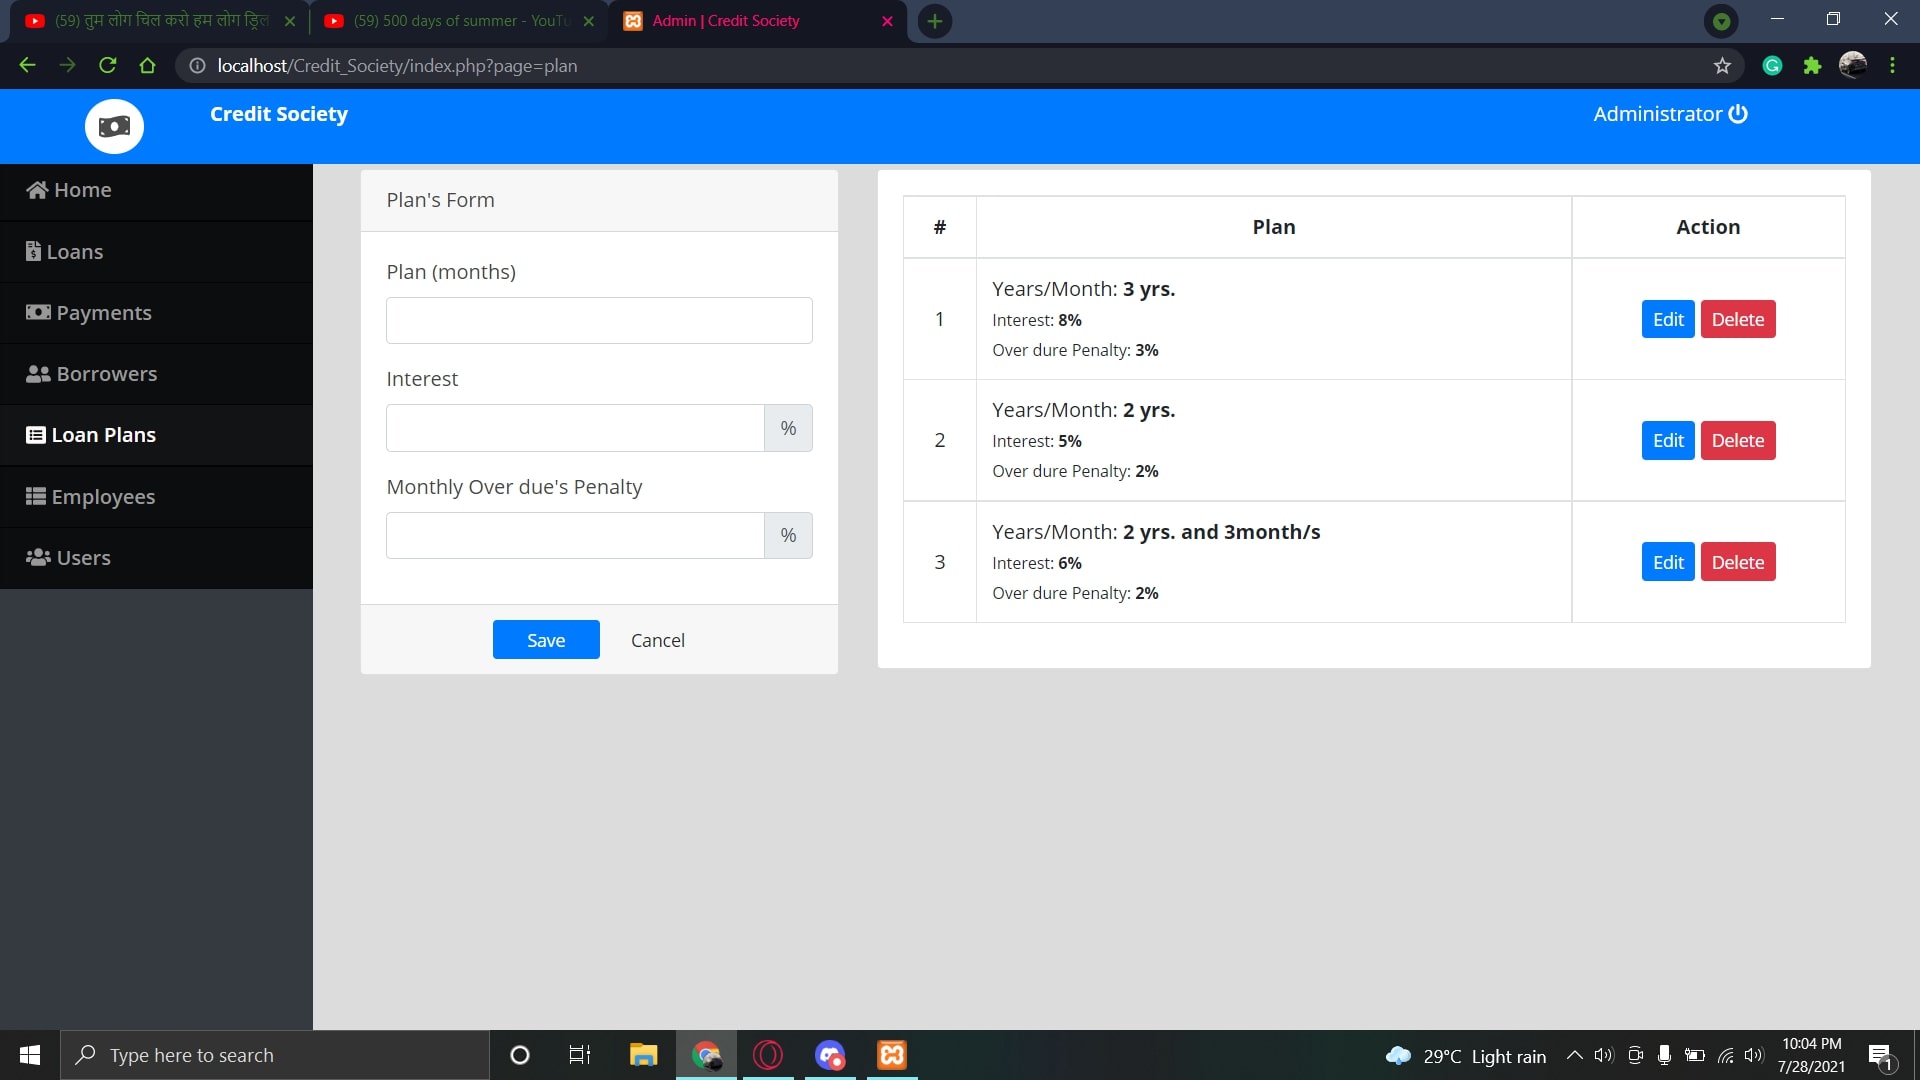 (59) तुम लोग चिल करो हम लोग ड्रिल
(59) 500 days of summer - YouTu
Admin | Credit Society
localhost/Credit_Society/index.php?page=plan
Credit Society
Administrator
Home
Loans
Payments
Borrowers
Loan Plans
Employees
Users
Plan's Form
Plan (months)
Interest
%
Monthly Over due's Penalty
%
Save Cancel
# Plan Action
1
Years/Month: 3 yrs.
Interest: 8%
Over dure Penalty: 3%
Edit Delete
2
Years/Month: 2 yrs.
Interest: 5%
Over dure Penalty: 2%
Edit Delete
3
Years/Month: 2 yrs. and 3month/s
Interest: 6%
Over dure Penalty: 2%
Edit Delete
Type here to search
29°C Light rain
10:04 PM
7/28/2021
1